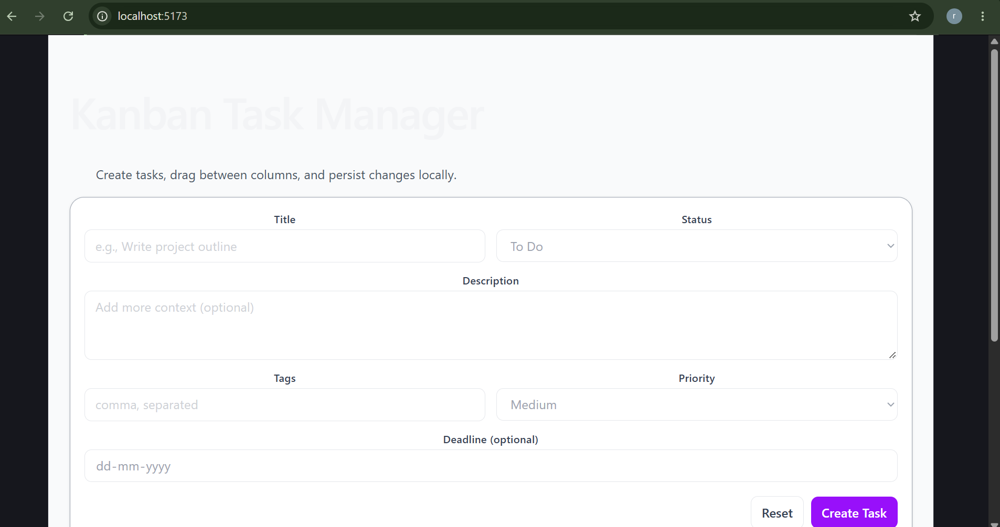 localhost:5173
r
Kanban Task Manager
Create tasks, drag between columns, and persist changes locally.
Title
Status
e.g., Write project outline
To Do
Description
Add more context (optional)
Tags
Priority
comma, separated
Medium
Deadline (optional)
dd-mm-yyyy
Reset
Create Task